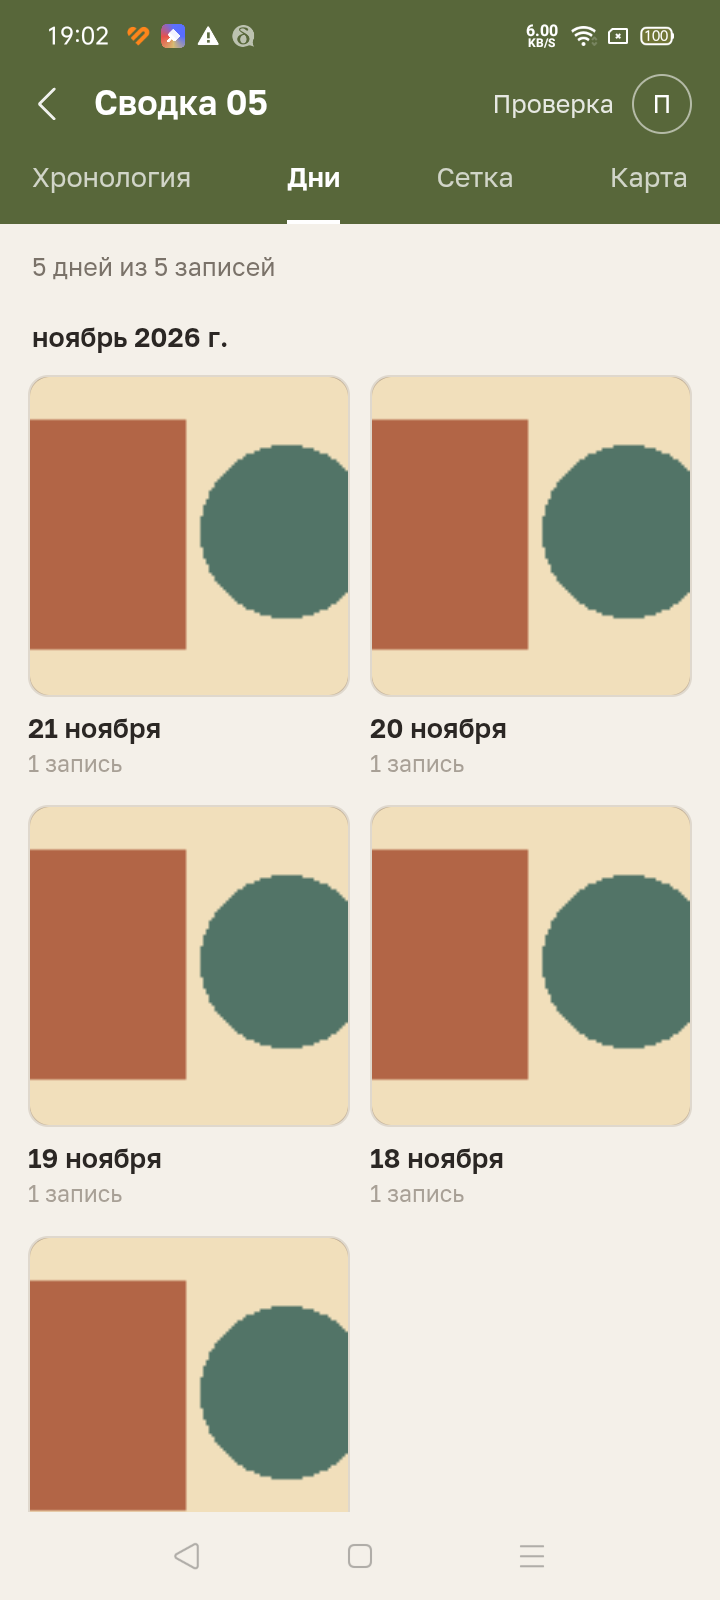 19:02
6.00
KB/S
100
Сводка 05
Проверка
П
Хронология
Дни
Сетка
Карта
5 дней из 5 записей
ноябрь 2026 г.
21 ноября
20 ноября
1 запись
1 запись
19 ноября
18 ноября
1 запись
1 запись